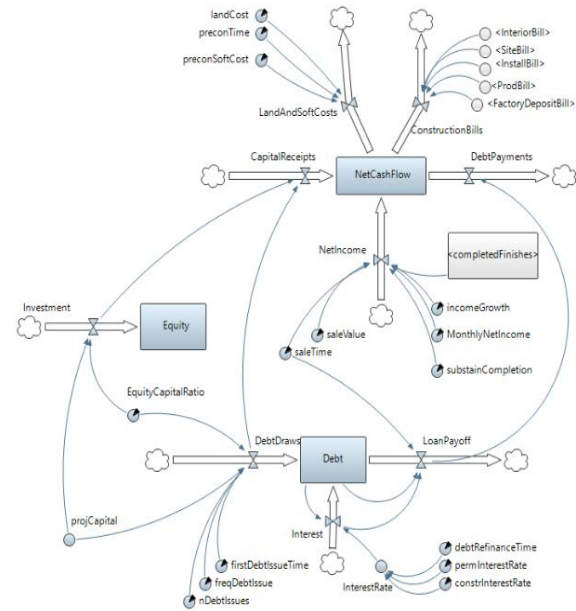 landCost
preconTime
preconSoftCost
<InteriorBill>
<SiteBill>
<InstallBill>
<ProdBill>
<FactoryDepositBill>
LandAndSoftCosts
ConstructionBills
CapitalReceipts
DebtPayments
NetCashFlow
NetIncome
<completedFinishes>
Investment
Equity
incomeGrowth
saleValue
MonthlyNetIncome
saleTime
substainCompletion
EquityCapitalRatio
DebtDraws
LoanPayoff
Debt
projCapital
Interest
firstDebtIssueTime
freqDebtIssue
nDebtIssues
InterestRate
debtRefinanceTime
permInterestRate
constrInterestRate